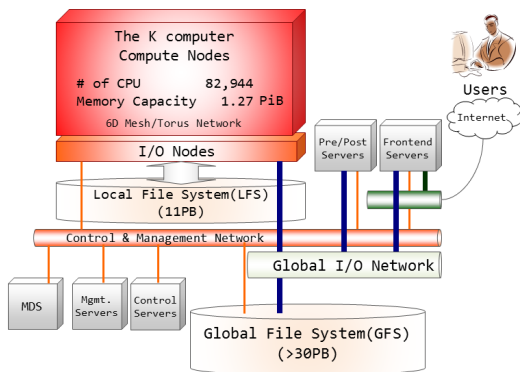 The K computer
Compute Nodes
# of CPU 82,944
Memory Capacity 1.27 PiB
6D Mesh/Torus Network
I/O Nodes
Local File System(LFS)
(11PB)
Users
Internet
Pre/Post
Servers
Frontend
Servers
Control & Management Network
Global I/O Network
MDS
Mgmt.
Servers
Control
Servers
Global File System(GFS)
(>30PB)